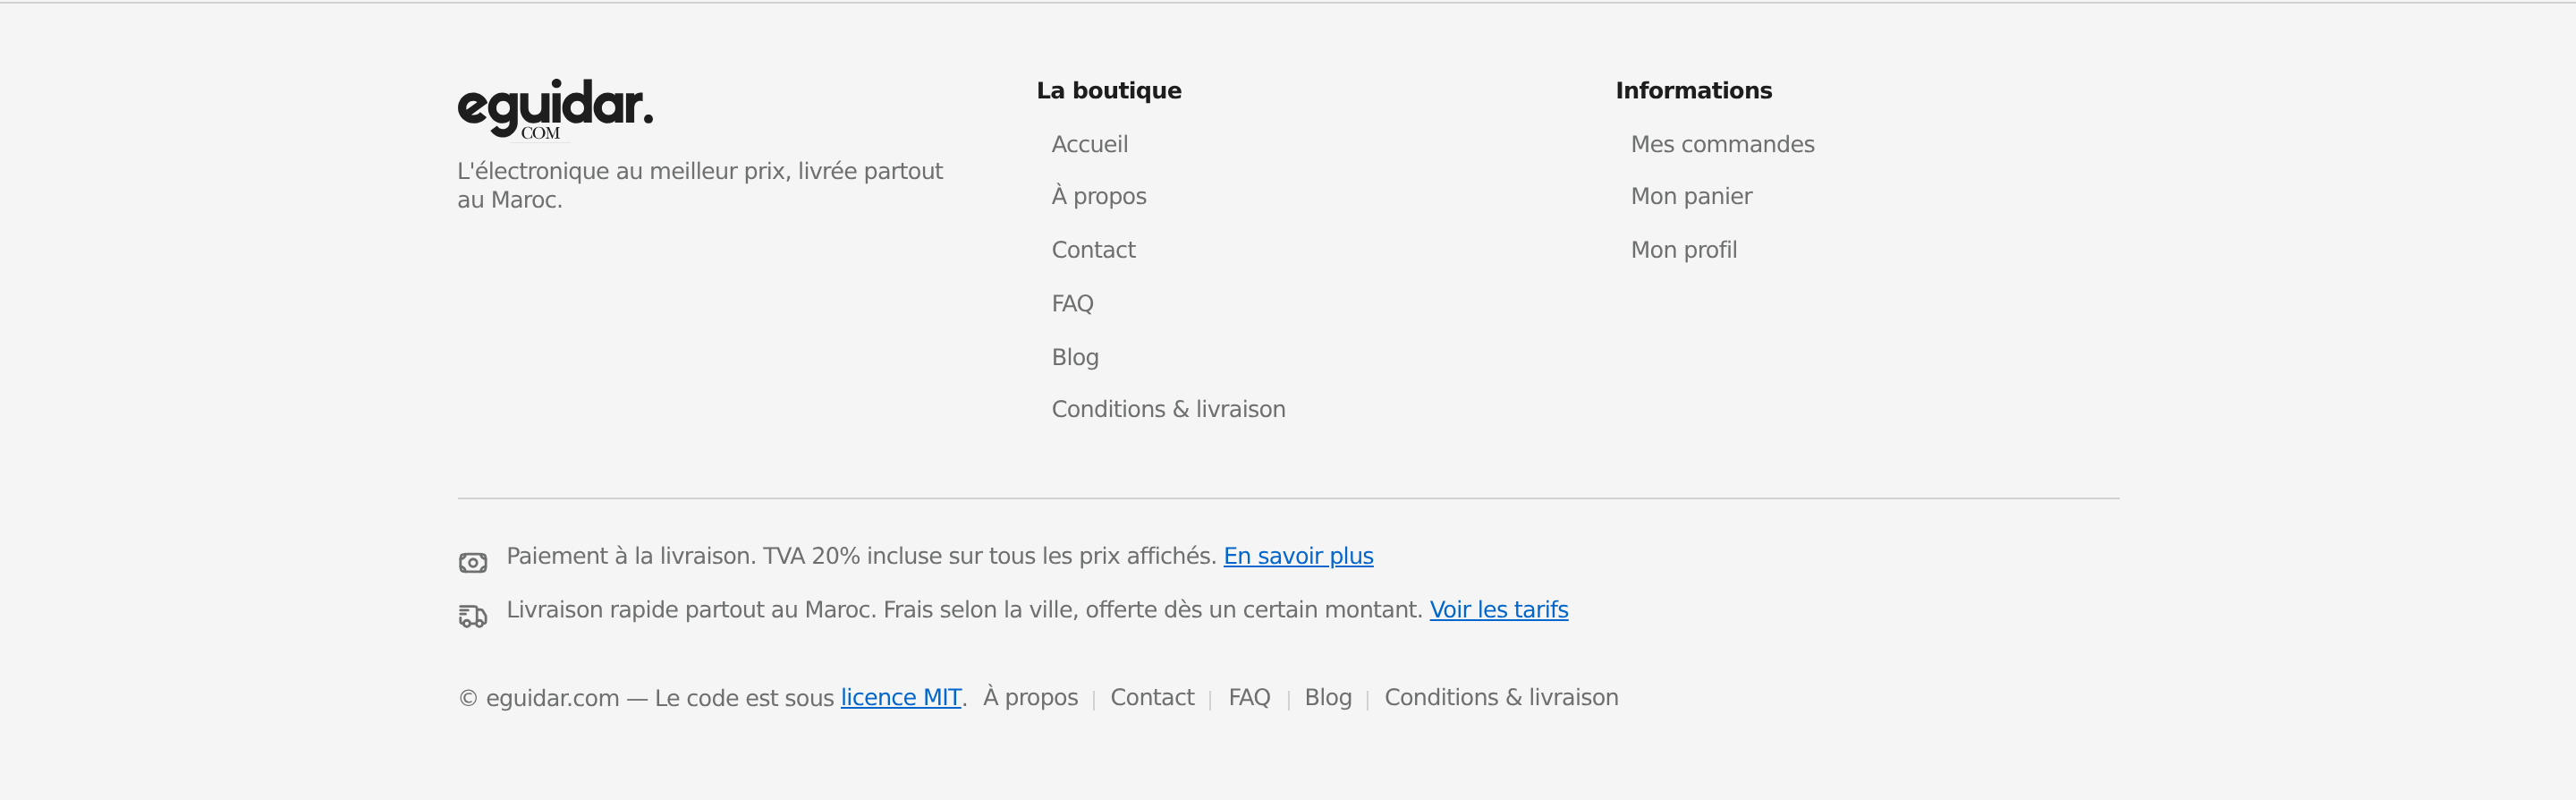 eguidar.
COM
L'électronique au meilleur prix, livrée partout
au Maroc.
La boutique
Accueil
À propos
Contact
FAQ
Blog
Conditions & livraison
Informations
Mes commandes
Mon panier
Mon profil
Paiement à la livraison. TVA 20% incluse sur tous les prix affichés. En savoir plus
Livraison rapide partout au Maroc. Frais selon la ville, offerte dès un certain montant. Voir les tarifs
© eguidar.com — Le code est sous licence MIT. À propos | Contact | FAQ | Blog | Conditions & livraison